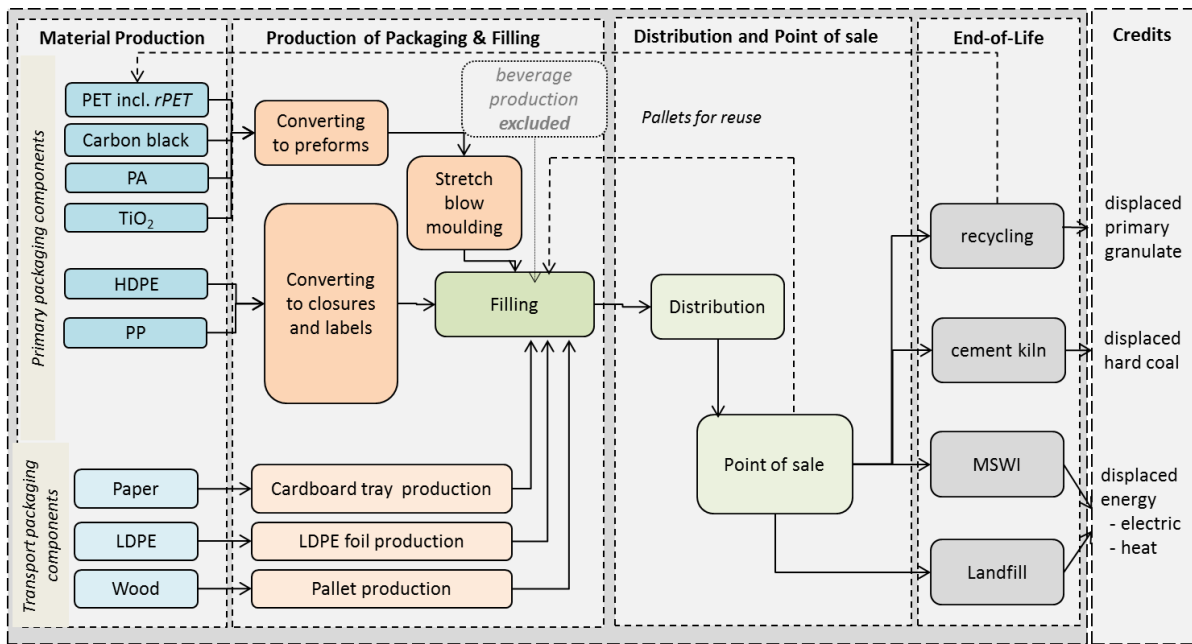 Material Production
Production of Packaging & Filling
Distribution and Point of sale
End-of-Life
Credits
Primary packaging components
PET incl. rPET
Carbon black
PA
TiO₂
HDPE
PP
Converting
to preforms
beverage
production
excluded
Stretch
blow
moulding
Converting
to closures
and labels
Filling
Pallets for reuse
Distribution
Point of sale
recycling
cement kiln
MSWI
Landfill
displaced
primary
granulate
displaced
hard coal
displaced
energy
- electric
- heat
Transport packaging
components
Paper
LDPE
Wood
Cardboard tray production
LDPE foil production
Pallet production